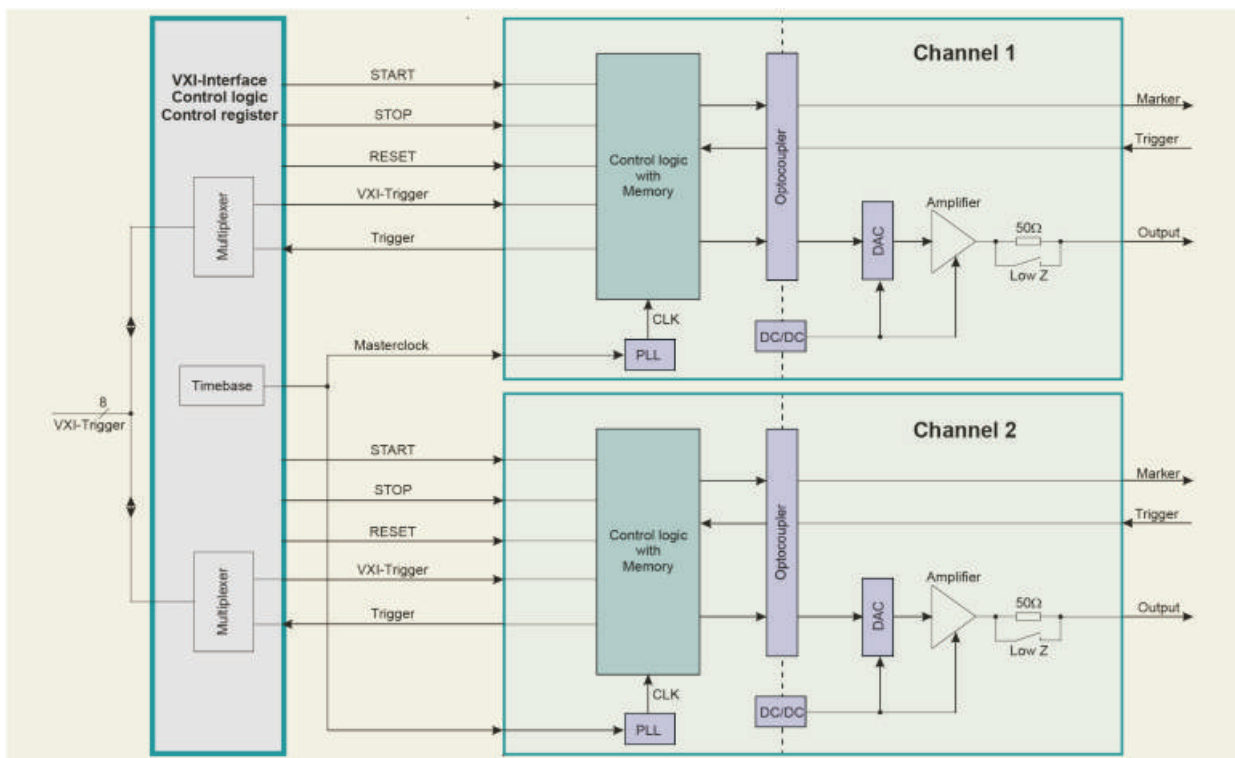 VXI-Interface
Control logic
Control register
Multiplexer
Timebase
8
VXI-Trigger
Multiplexer
START
STOP
RESET
VXI-Trigger
Trigger
Masterclock
START
STOP
RESET
VXI-Trigger
Trigger
Channel 1
Control logic
with
Memory
Optocoupler
CLK
PLL
DC/DC
DAC
Amplifier
50Ω
Low Z
Marker
Trigger
Output
Channel 2
Control logic
with
Memory
Optocoupler
CLK
PLL
DC/DC
DAC
Amplifier
50Ω
Low Z
Marker
Trigger
Output